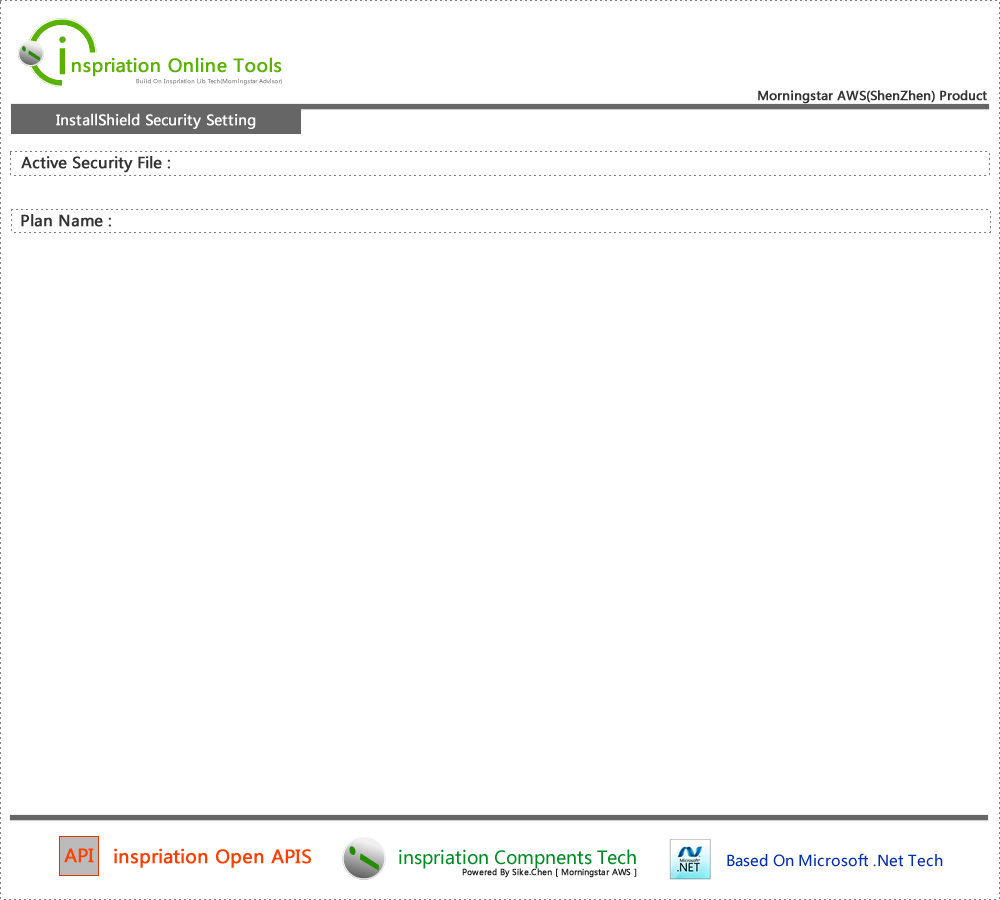 inspriation Online Tools
Build On Inspriation Lib Tech(Morningstar Advisor)
Morningstar AWS(ShenZhen) Product
InstallShield Security Setting
Active Security File :
Plan Name :
API inspriation Open APIS
inspriation Compnents Tech
Powered By Sike.Chen [ Morningstar AWS ]
Microsoft
.NET
Based On Microsoft .Net Tech